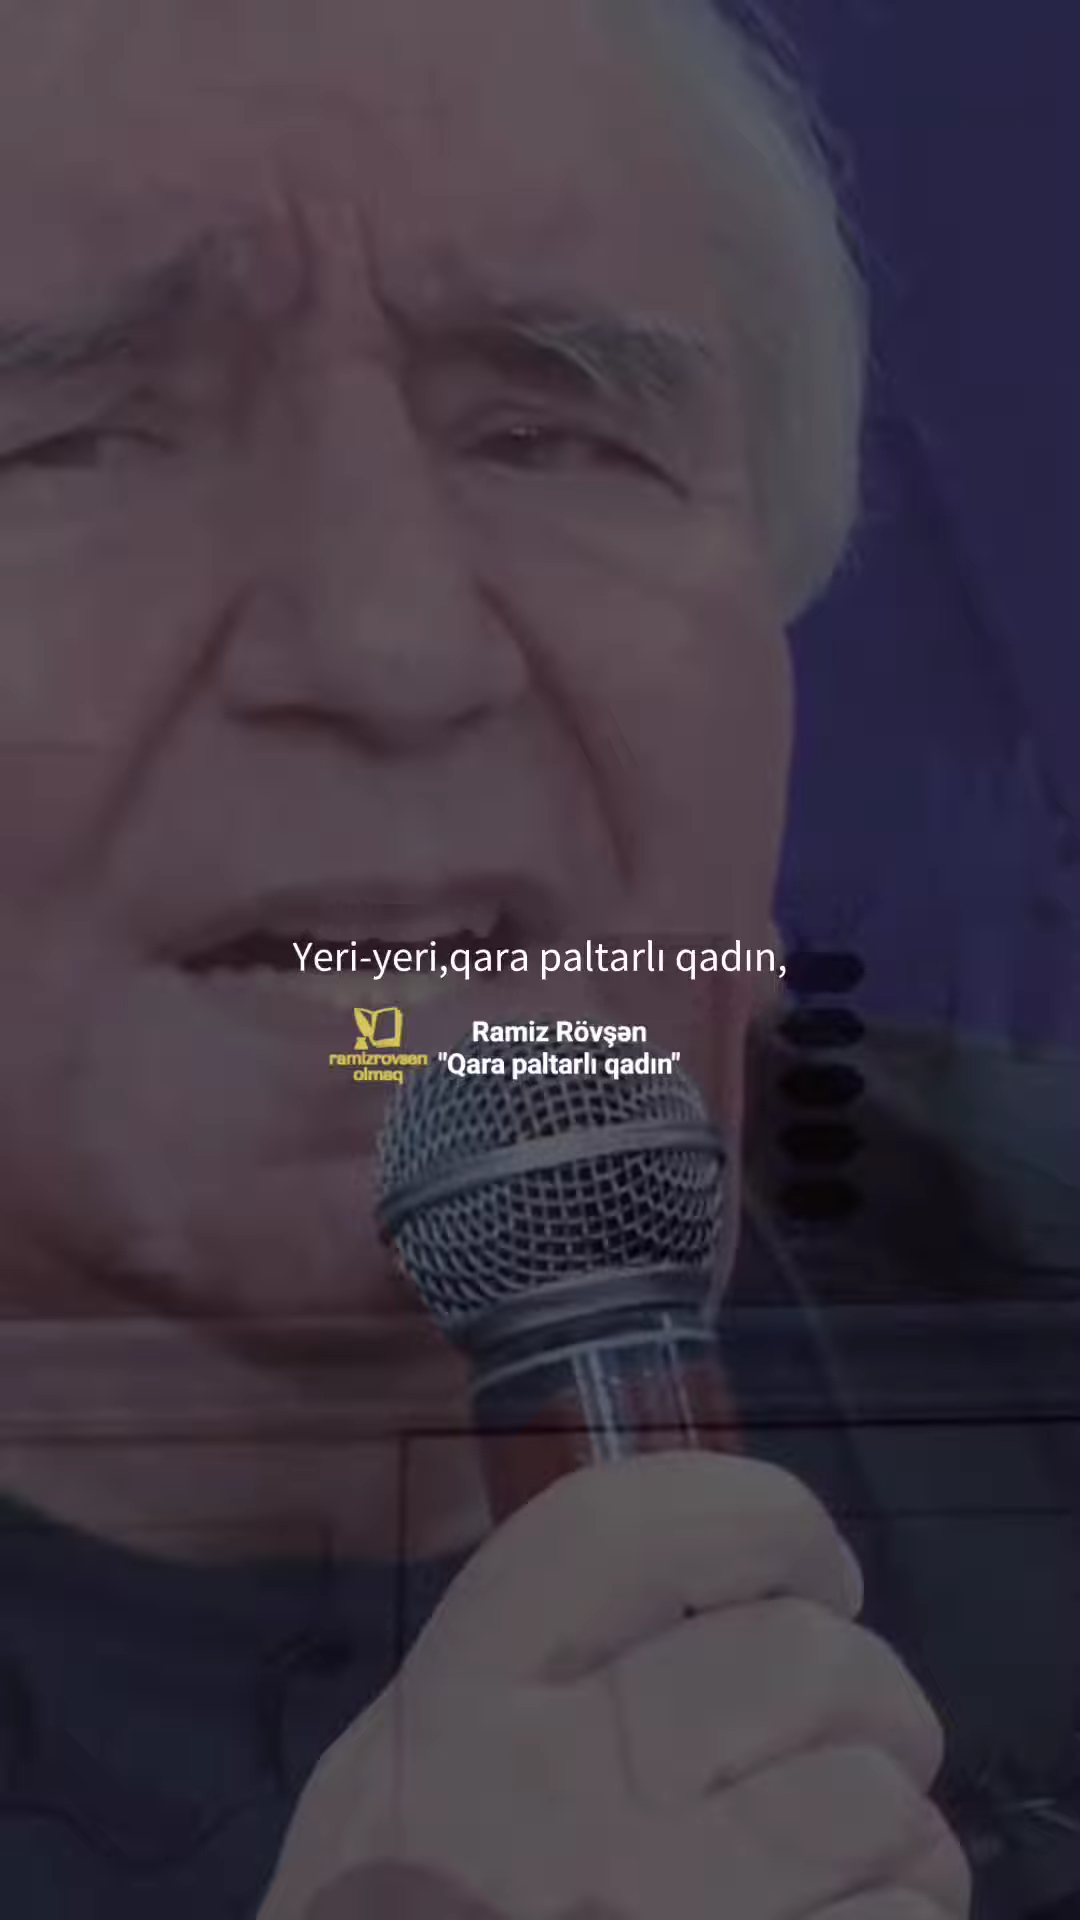 Yeri-yeri,qara paltarlı qadın,
Ramiz Rövşən
"Qara paltarlı qadın"
ramizrovsen
olmaq